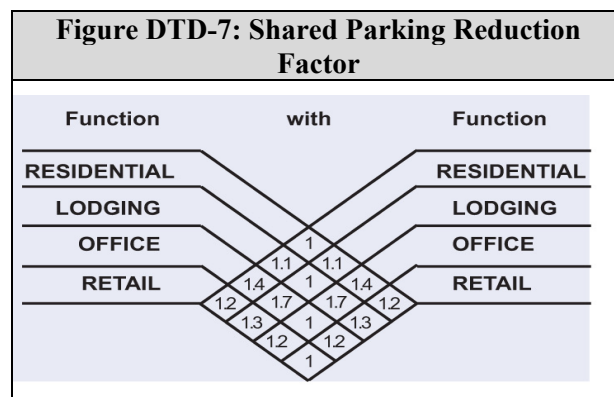 Figure DTD-7: Shared Parking Reduction
Factor
Function with Function
RESIDENTIAL RESIDENTIAL
LODGING LODGING
OFFICE OFFICE
RETAIL RETAIL
1
1.1 1.1
1.4 1 1.4
1.2 1.7 1.7 1.2
1.3 1 1.3
1.2 1.2
1